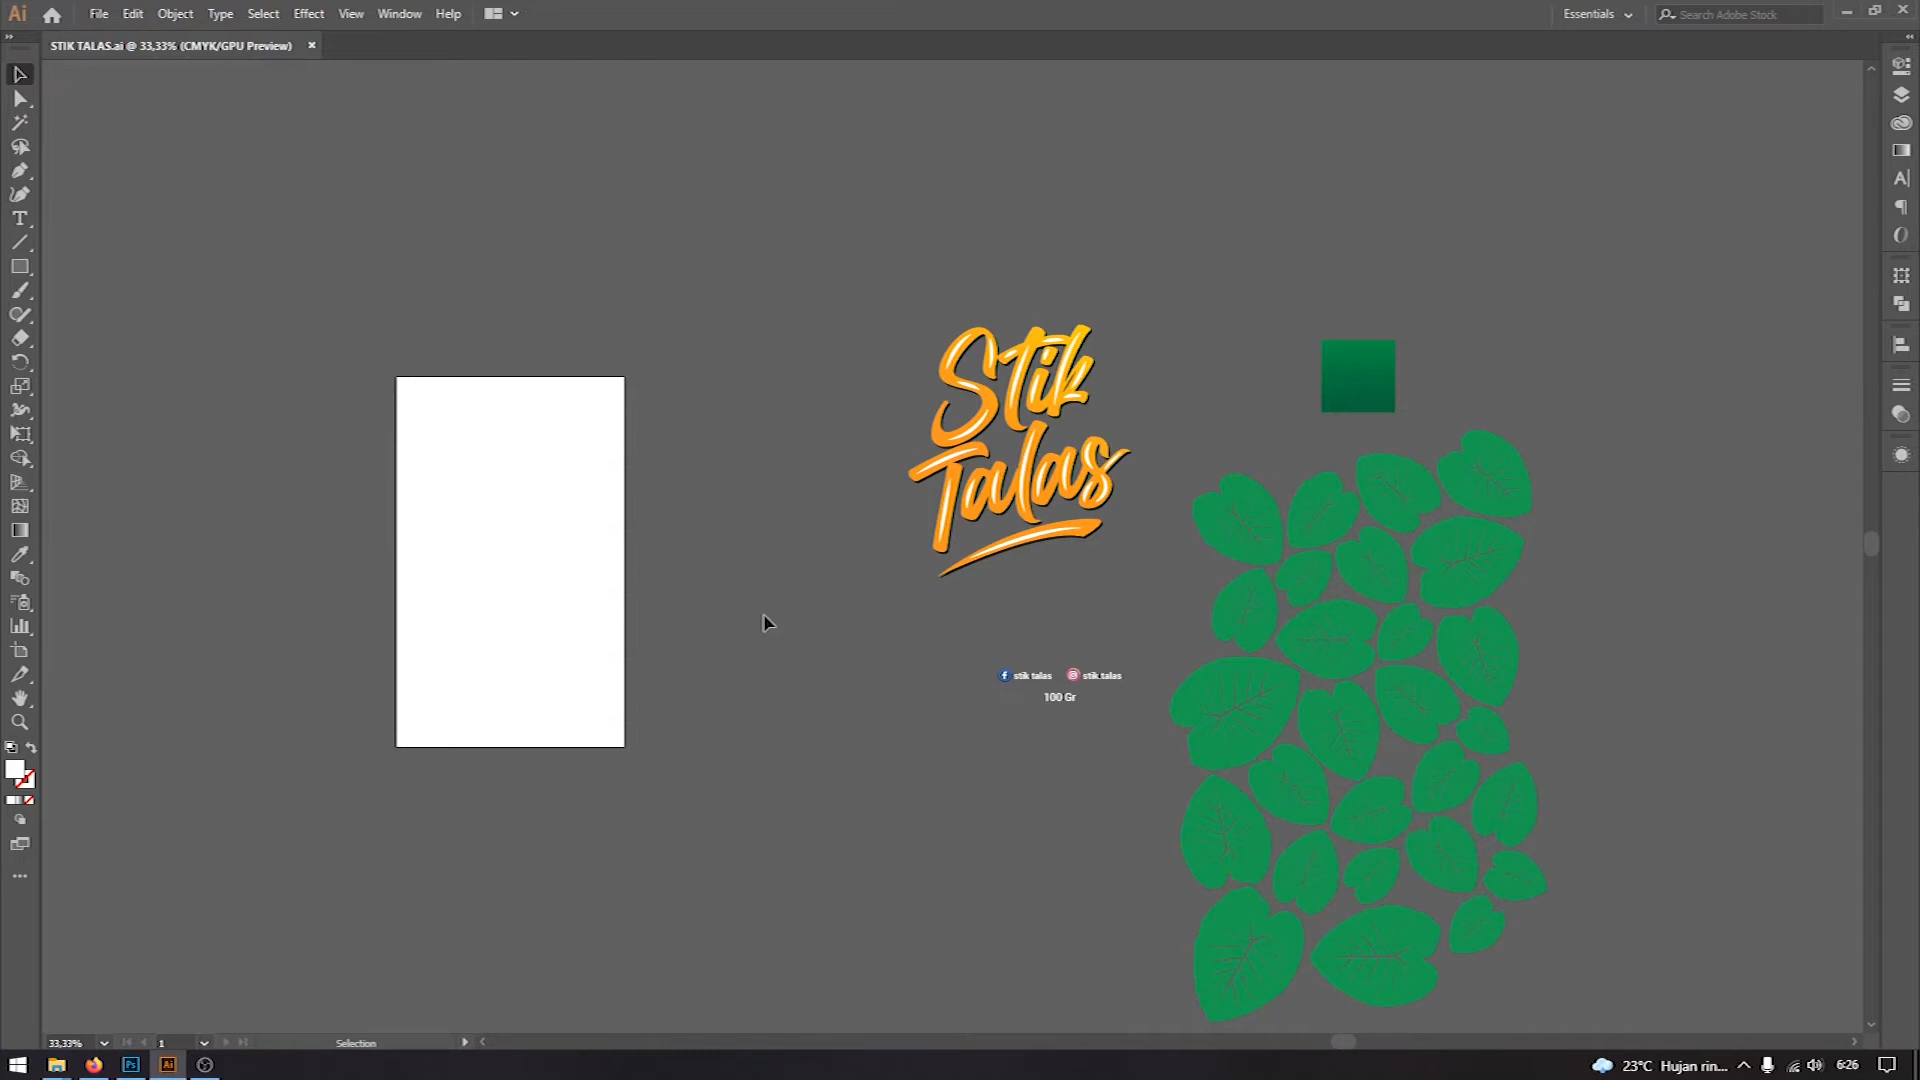 Ai File Edit Object Type Select Effect View Window Help Essentials Search Adobe Stock
STIK TALAS.ai @ 33,33% (CMYK/GPU Preview)
Stik
Talas
stik talas stik.talas
100 Gr
33,33% 1 Selection
Ps Ai 23°C Hujan rin... 6:26